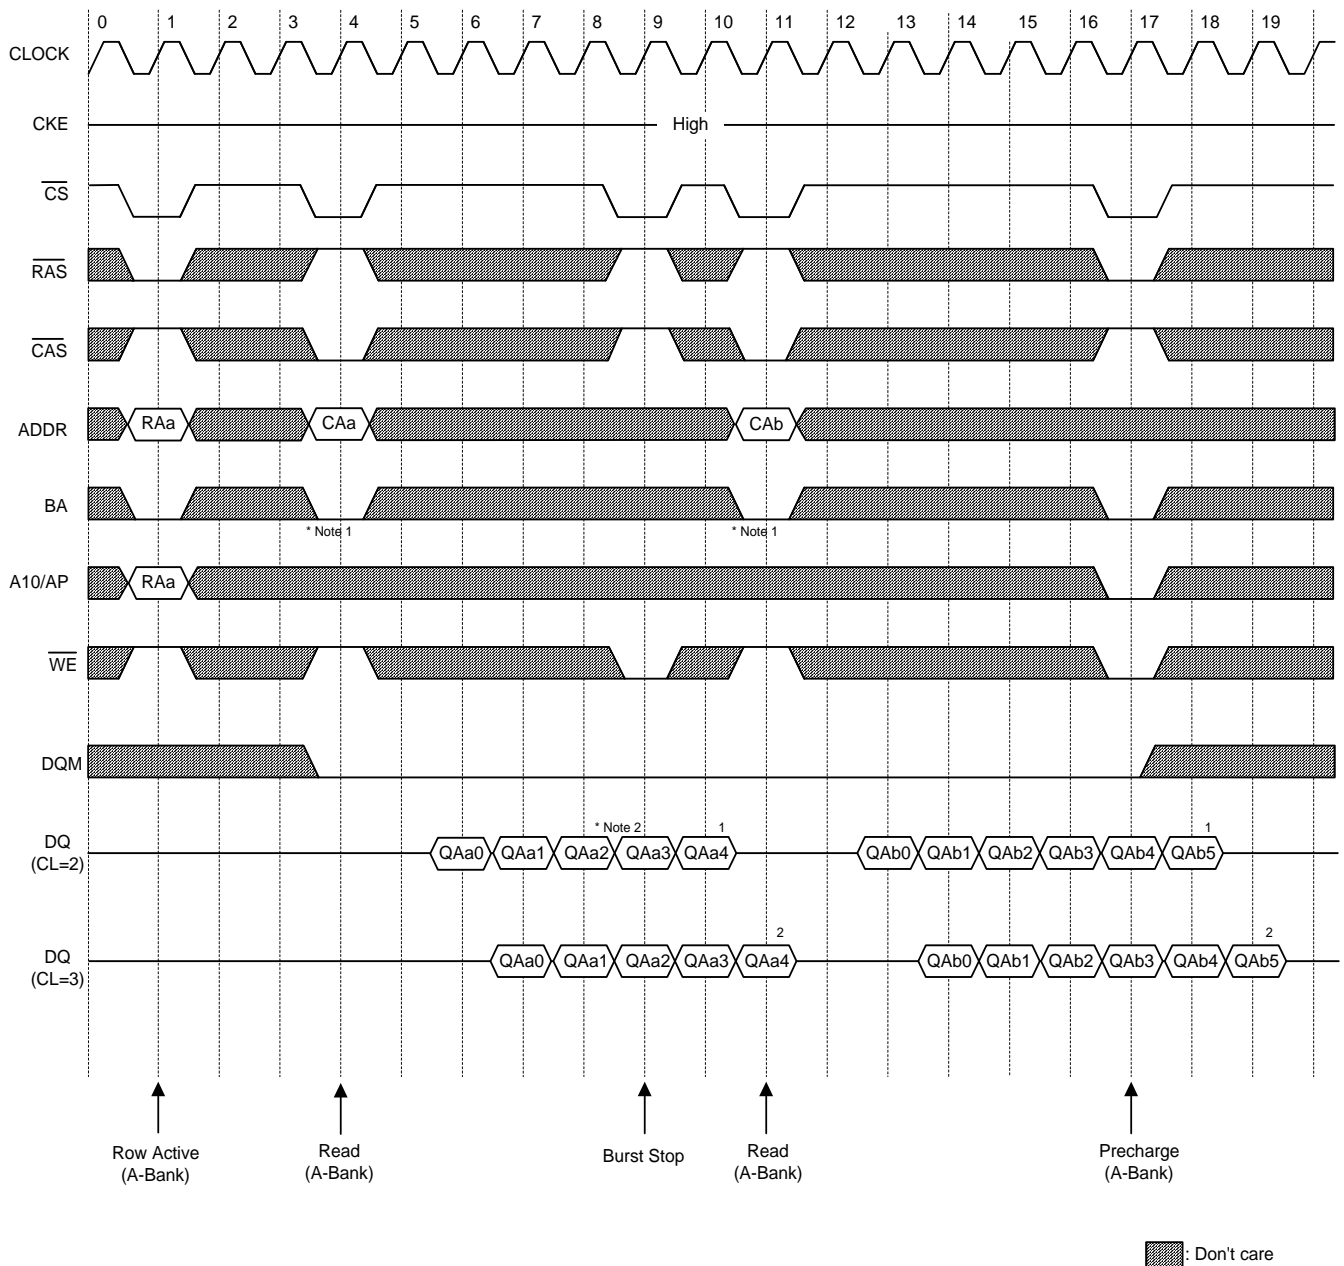 0 1 2 3 4 5 6 7 8 9 10 11 12 13 14 15 16 17 18 19
CLOCK
CKE High
CS
RAS
CAS
ADDR RAa CAa CAb
BA
* Note 1 * Note 1
A10/AP RAa
WE
DQM
* Note 2 1 1
DQ
(CL=2)
QAa0 QAa1 QAa2 QAa3 QAa4 QAb0 QAb1 QAb2 QAb3 QAb4 QAb5
2 2
DQ
(CL=3)
QAa0 QAa1 QAa2 QAa3 QAa4 QAb0 QAb1 QAb2 QAb3 QAb4 QAb5
Row Active
(A-Bank)
Read
(A-Bank)
Burst Stop
Read
(A-Bank)
Precharge
(A-Bank)
: Don't care